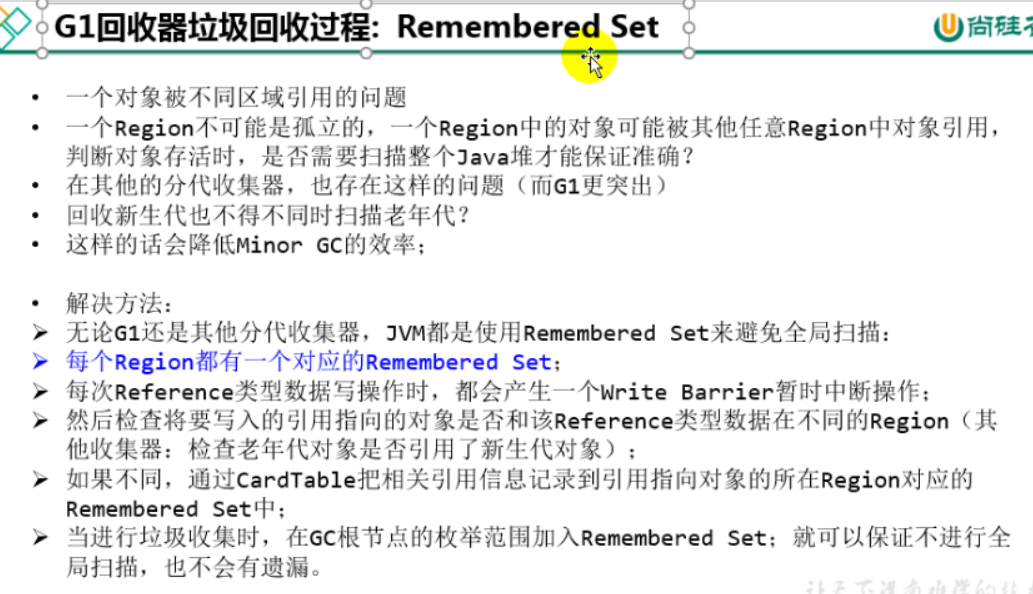 G1回收器垃圾回收过程: Remembered Set
尚硅
• 一个对象被不同区域引用的问题
• 一个Region不可能是孤立的，一个Region中的对象可能被其他任意Region中对象引用，
判断对象存活时，是否需要扫描整个Java堆才能保证准确？
• 在其他的分代收集器，也存在这样的问题（而G1更突出）
• 回收新生代也不得不同时扫描老年代？
• 这样的话会降低Minor GC的效率；
• 解决方法：
➢ 无论G1还是其他分代收集器，JVM都是使用Remembered Set来避免全局扫描：
➢ 每个Region都有一个对应的Remembered Set；
➢ 每次Reference类型数据写操作时，都会产生一个Write Barrier暂时中断操作；
➢ 然后检查将要写入的引用指向的对象是否和该Reference类型数据在不同的Region（其
他收集器：检查老年代对象是否引用了新生代对象）；
➢ 如果不同，通过CardTable把相关引用信息记录到引用指向对象的所在Region对应的
Remembered Set中；
➢ 当进行垃圾收集时，在GC根节点的枚举范围加入Remembered Set；就可以保证不进行全
局扫描，也不会有遗漏。